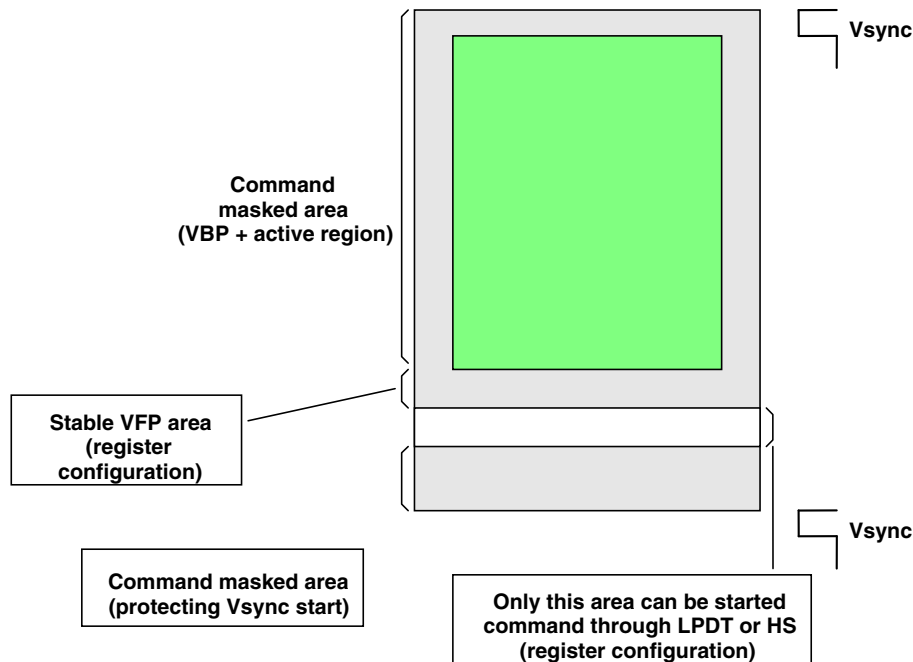 Vsync
Command
masked area
(VBP + active region)
Stable VFP area
(register
configuration)
Vsync
Command masked area
(protecting Vsync start)
Only this area can be started
command through LPDT or HS
(register configuration)